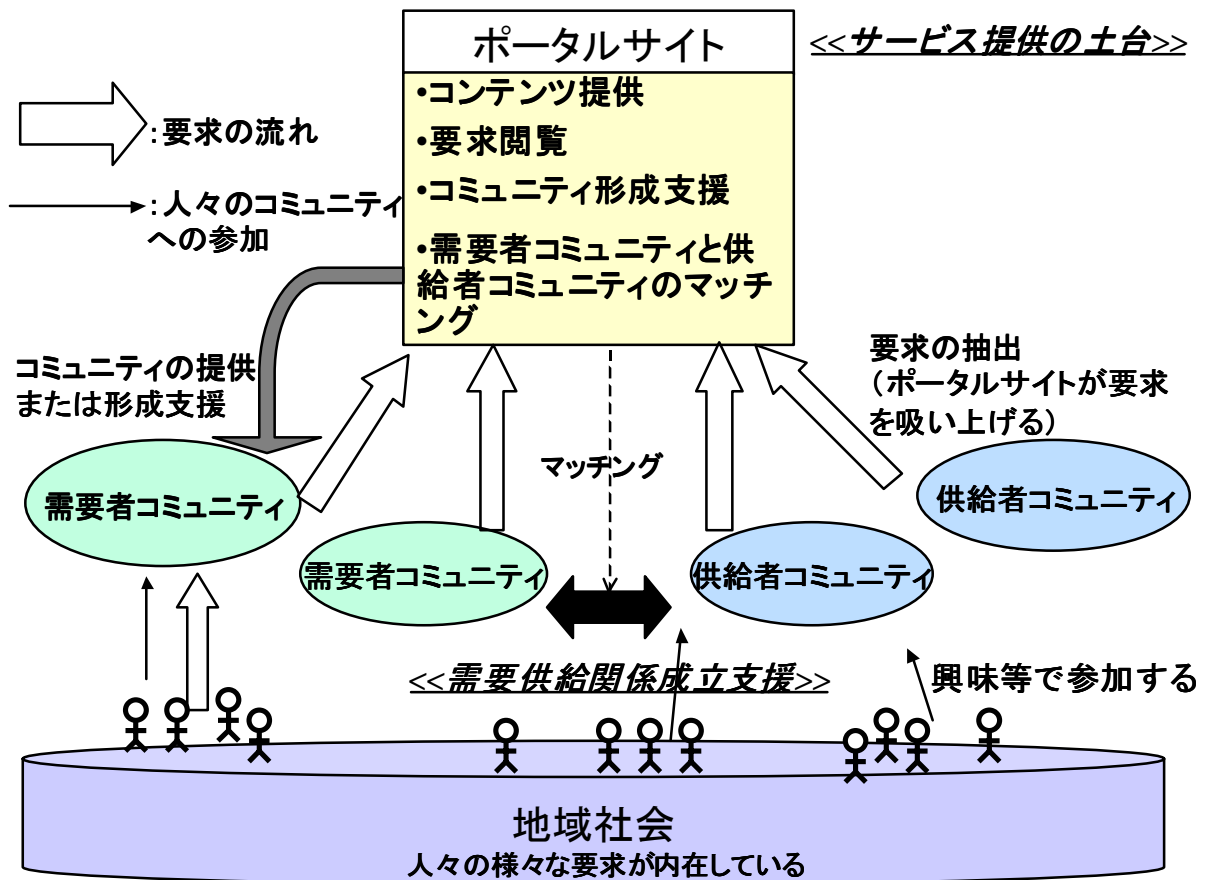 ポータルサイト
<<サービス提供の土台>>
•コンテンツ提供
•要求閲覧
•コミュニティ形成支援
•需要者コミュニティと供
給者コミュニティのマッチ
ング
:要求の流れ
:人々のコミュニティ
への参加
コミュニティの提供
または形成支援
要求の抽出
(ポータルサイトが要求
を吸い上げる)
マッチング
需要者コミュニティ
需要者コミュニティ
供給者コミュニティ
供給者コミュニティ
<<需要供給関係成立支援>>
興味等で参加する
地域社会
人々の様々な要求が内在している